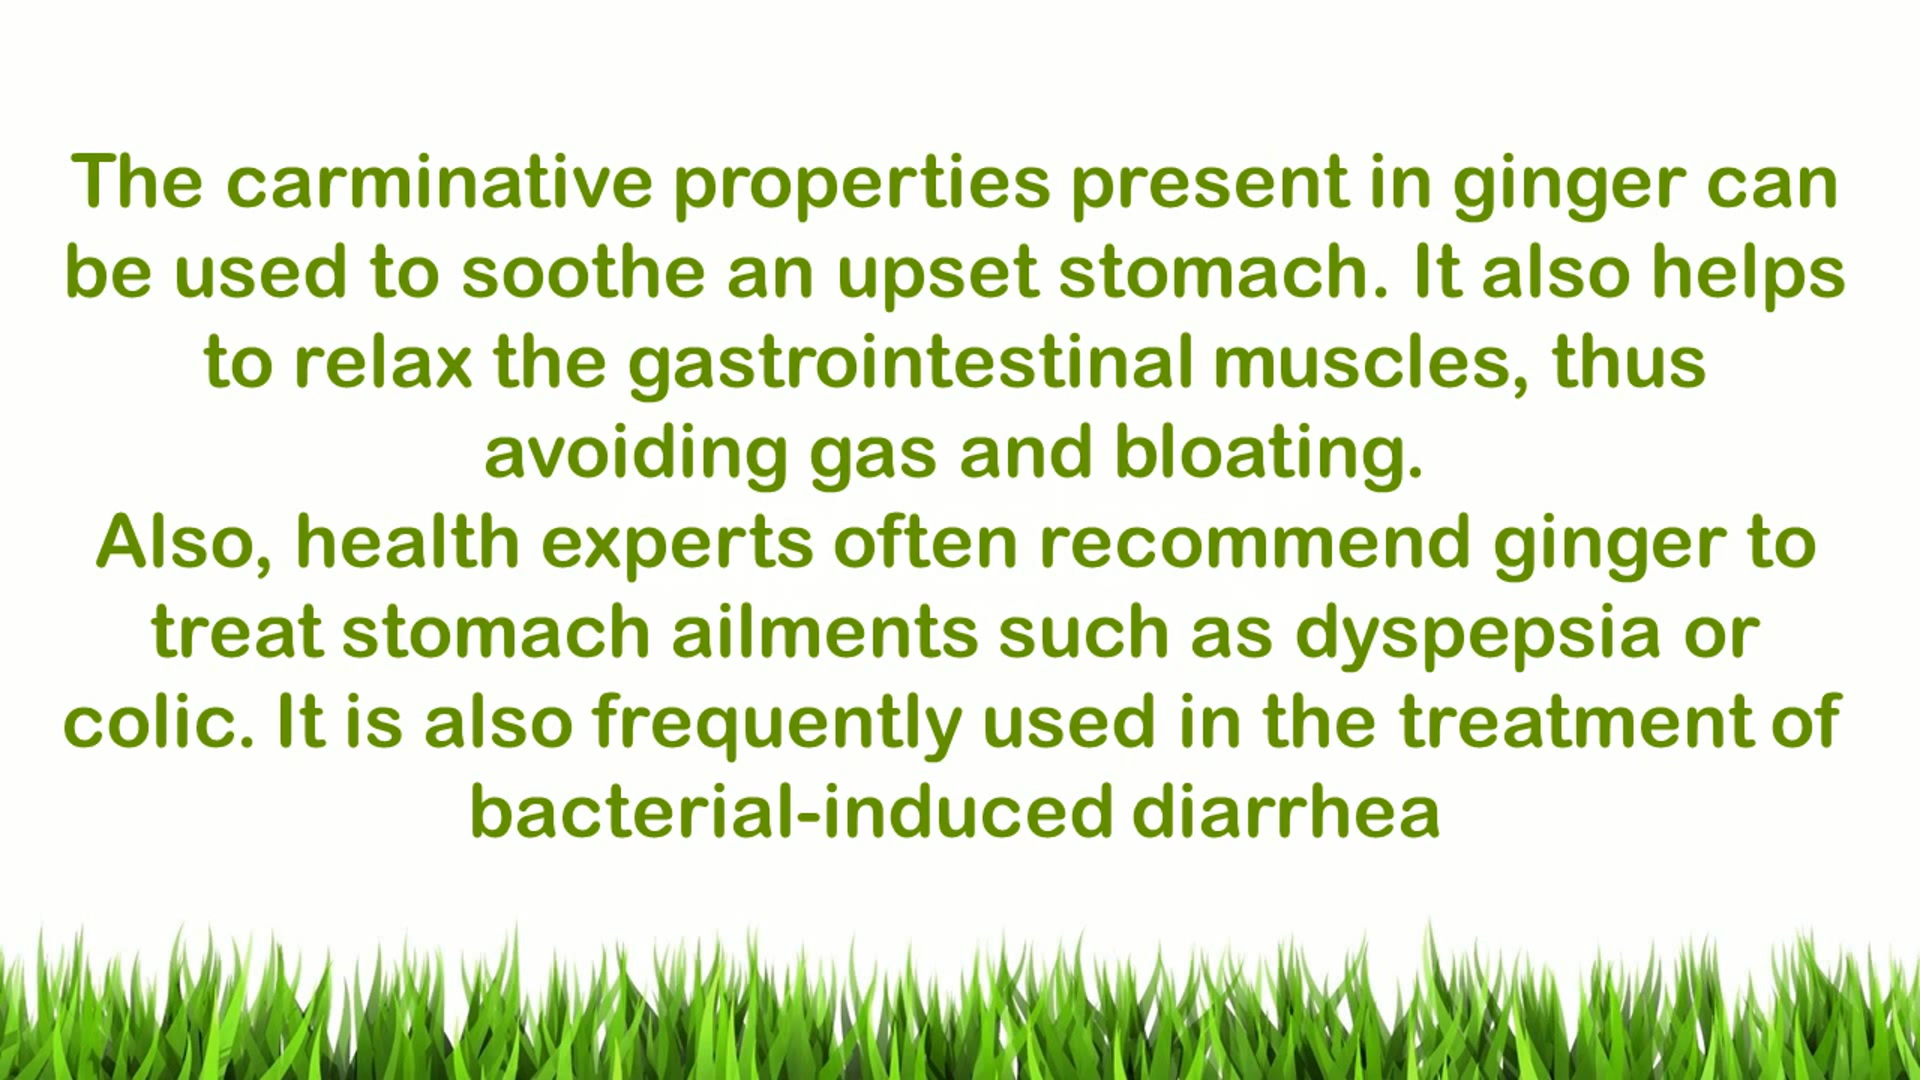 The carminative properties present in ginger can
be used to soothe an upset stomach. It also helps
to relax the gastrointestinal muscles, thus
avoiding gas and bloating.
Also, health experts often recommend ginger to
treat stomach ailments such as dyspepsia or
colic. It is also frequently used in the treatment of
bacterial-induced diarrhea